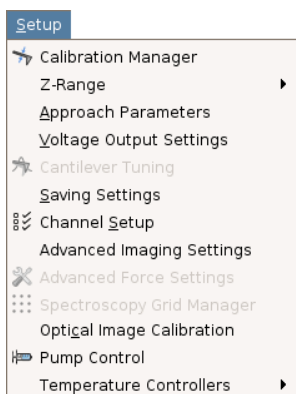 Setup
Calibration Manager
Z-Range
Approach Parameters
Voltage Output Settings
Cantilever Tuning
Saving Settings
Channel Setup
Advanced Imaging Settings
Advanced Force Settings
Spectroscopy Grid Manager
Optical Image Calibration
Pump Control
Temperature Controllers